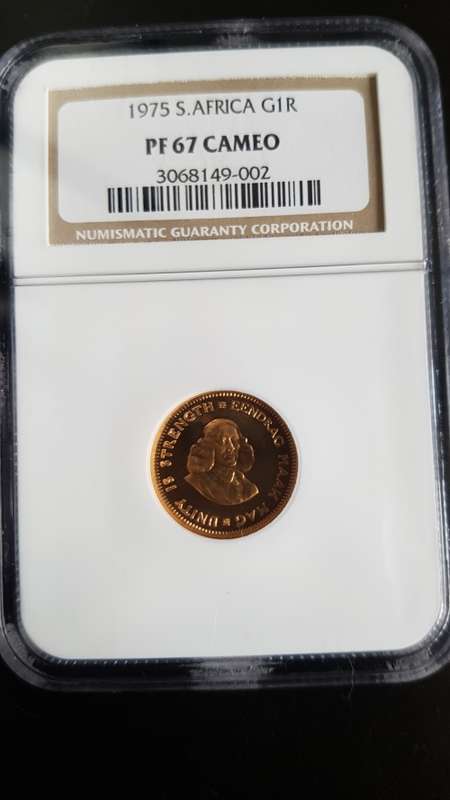 1975 S.AFRICA G1R
PF 67 CAMEO
3068149-002
NUMISMATIC GUARANTY CORPORATION
UNITY IS STRENGTH EENDRAG MAAK MAG